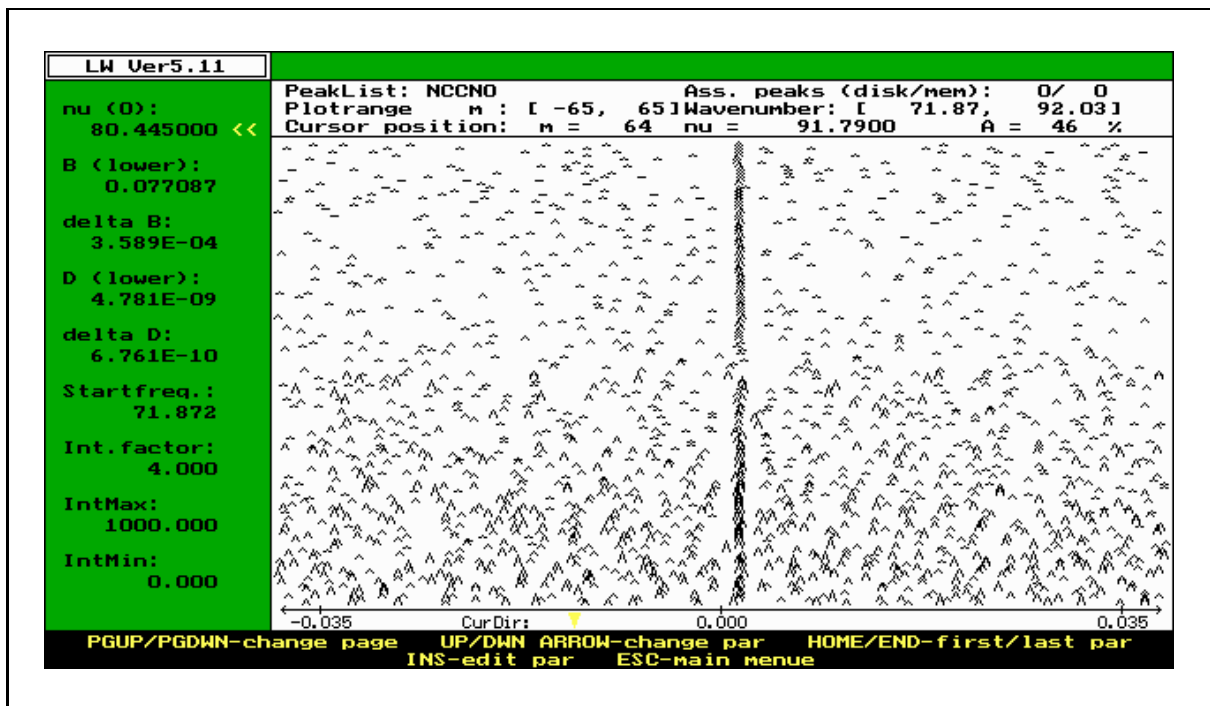 LW Ver5.11
nu (0):
80.445000 <<
B (lower):
0.077087
delta B:
3.589E-04
D (lower):
4.781E-09
delta D:
6.761E-10
Startfreq.:
71.872
Int.factor:
4.000
IntMax:
1000.000
IntMin:
0.000
PeakList: NCCNO Ass. peaks (disk/mem): 0/ 0
Plotrange m : [ -65, 65]Wavenumber: [ 71.87, 92.03]
Cursor position: m = 64 nu = 91.7900 A = 46 %
-0.035 CurDir: 0.000 0.035
PGUP/PGDWN-change page UP/DWN ARROW-change par HOME/END-first/last par
INS-edit par ESC-main menue